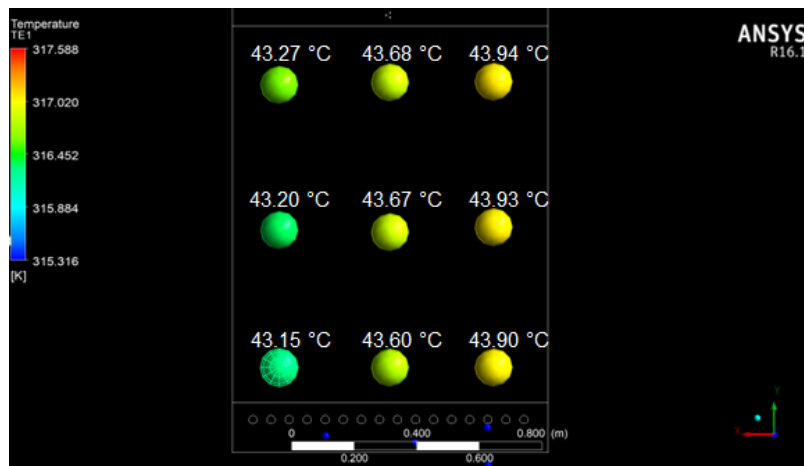 Temperature
TE1
317.588
317.020
316.452
315.884
315.316
[K]
ANSYS
R16.1
43.27 °C 43.68 °C 43.94 °C
43.20 °C 43.67 °C 43.93 °C
43.15 °C 43.60 °C 43.90 °C
0 0.400 0.800 (m)
0.200 0.600
Y
X